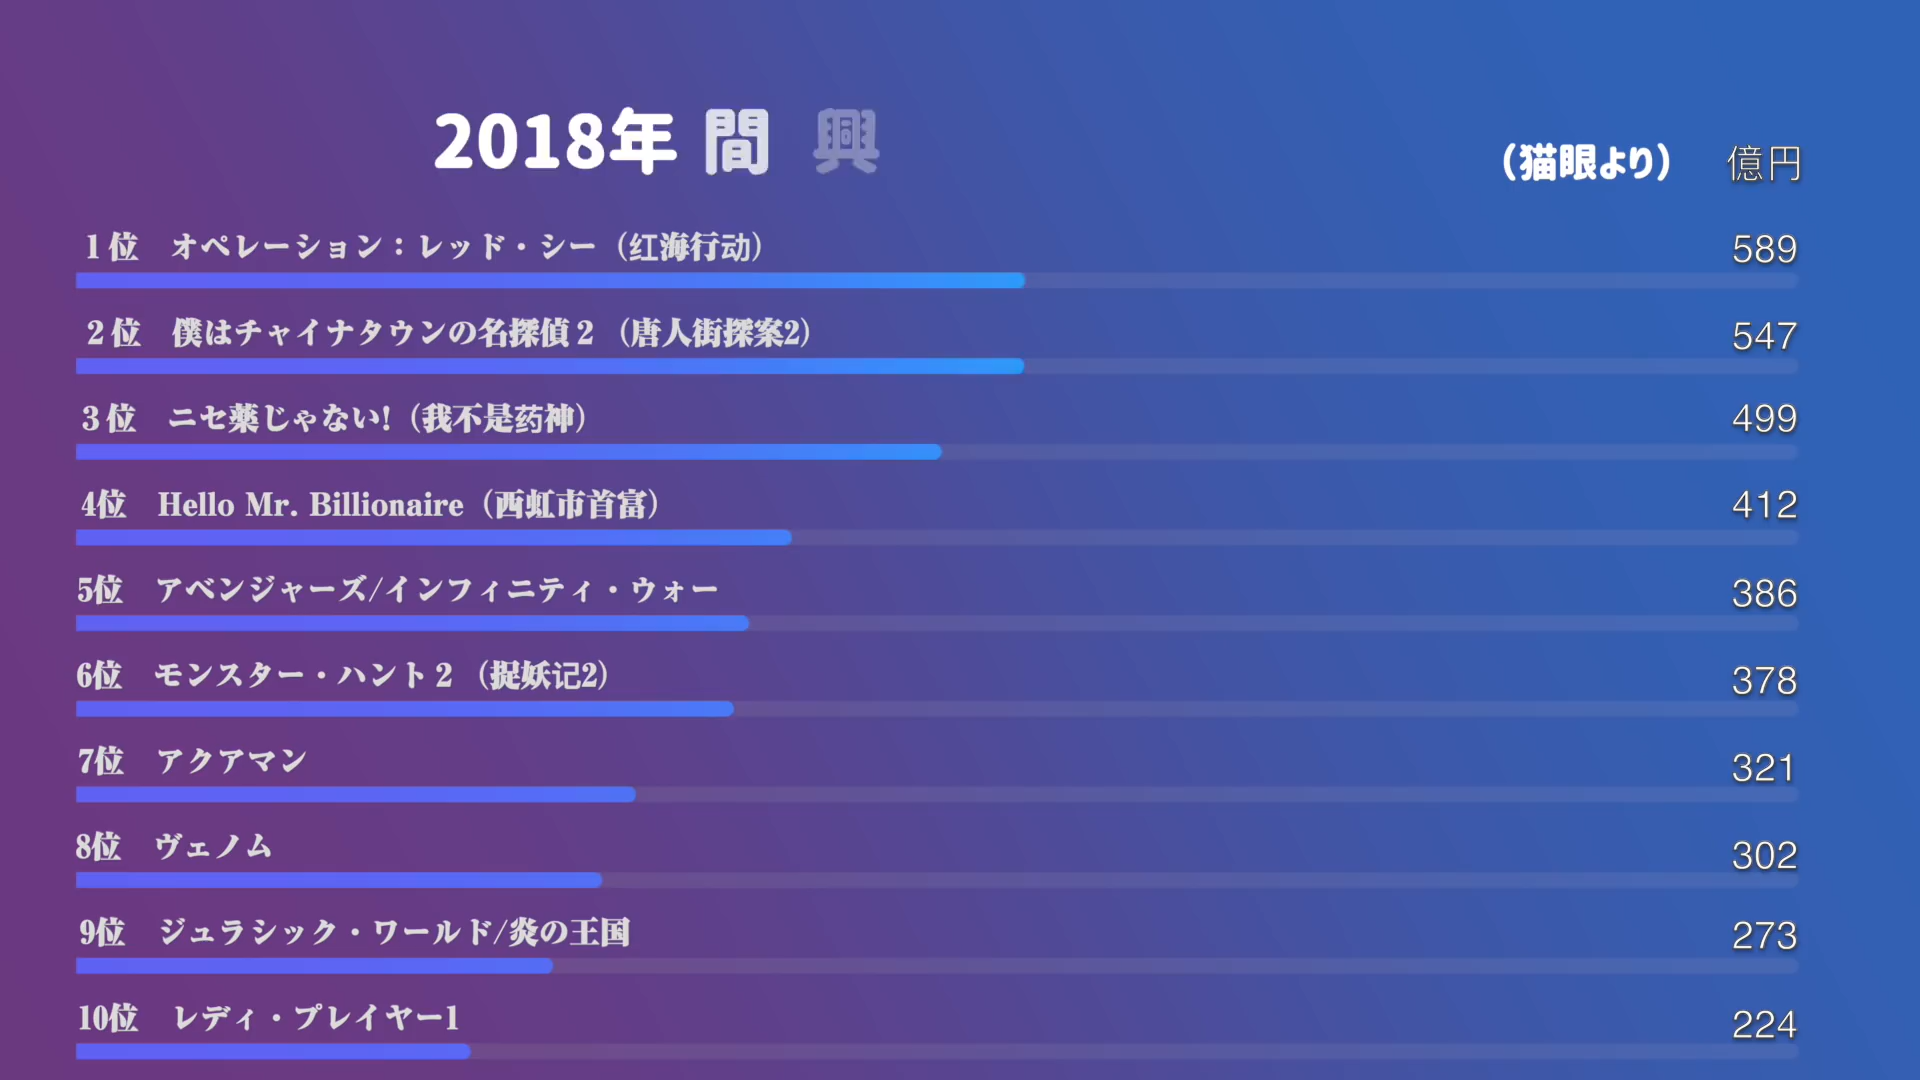 2018年 間 興
（猫眼より） 億円
１位 オペレーション：レッド・シー（红海行动） 589
２位 僕はチャイナタウンの名探偵２（唐人街探案2） 547
３位 ニセ薬じゃない!（我不是药神） 499
4位 Hello Mr. Billionaire（西虹市首富） 412
5位 アベンジャーズ/インフィニティ・ウォー 386
6位 モンスター・ハント２（捉妖记2） 378
7位 アクアマン 321
8位 ヴェノム 302
9位 ジュラシック・ワールド/炎の王国 273
10位 レディ・プレイヤー1 224